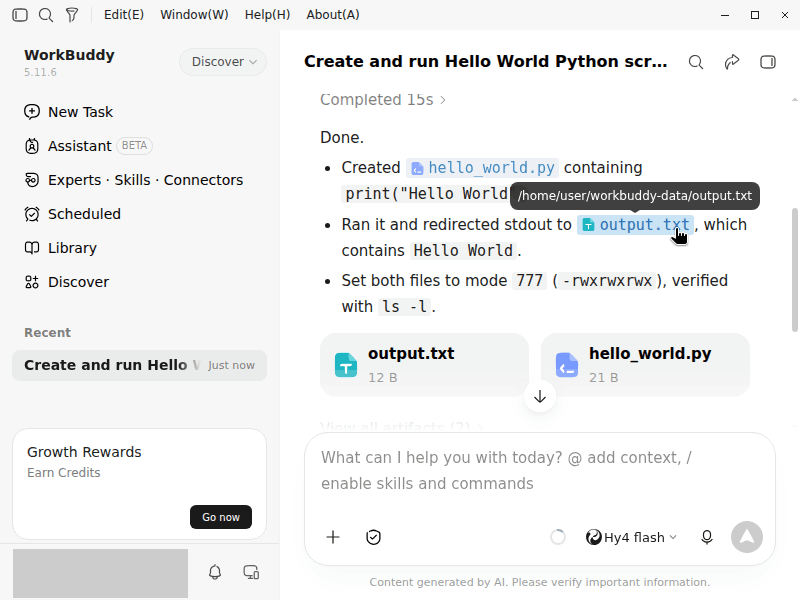 Edit(E) Window(W) Help(H) About(A)
WorkBuddy
5.11.6
Discover
New Task
Assistant BETA
Experts · Skills · Connectors
Scheduled
Library
Discover
Recent
Create and run Hello W Just now
Growth Rewards
Earn Credits
Go now
Create and run Hello World Python scr...
Completed 15s
Done.
• Created hello_world.py containing
print("Hello World"
/home/user/workbuddy-data/output.txt
• Ran it and redirected stdout to output.txt, which
contains Hello World.
• Set both files to mode 777 (-rwxrwxrwx), verified
with ls -l.
output.txt
12 B
hello_world.py
21 B
View all artifacts (2)
What can I help you with today? @ add context, /
enable skills and commands
Hy4 flash
Content generated by AI. Please verify important information.